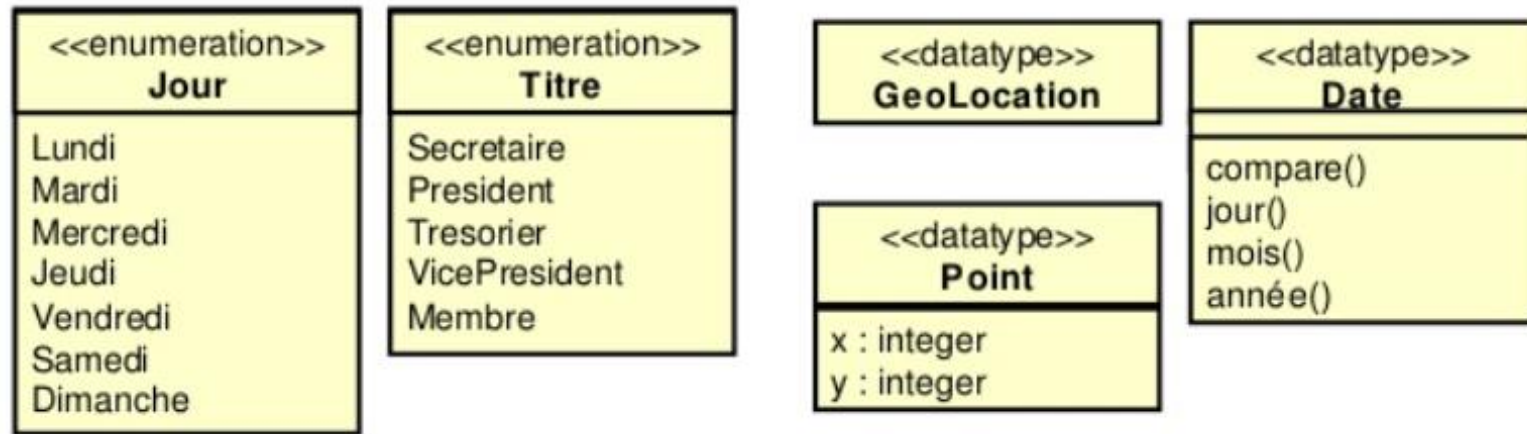 <<enumeration>>
Jour
Lundi
Mardi
Mercredi
Jeudi
Vendredi
Samedi
Dimanche
<<enumeration>>
Titre
Secretaire
President
Tresorier
VicePresident
Membre
<<datatype>>
GeoLocation
<<datatype>>
Point
x : integer
y : integer
<<datatype>>
Date
compare()
jour()
mois()
année()